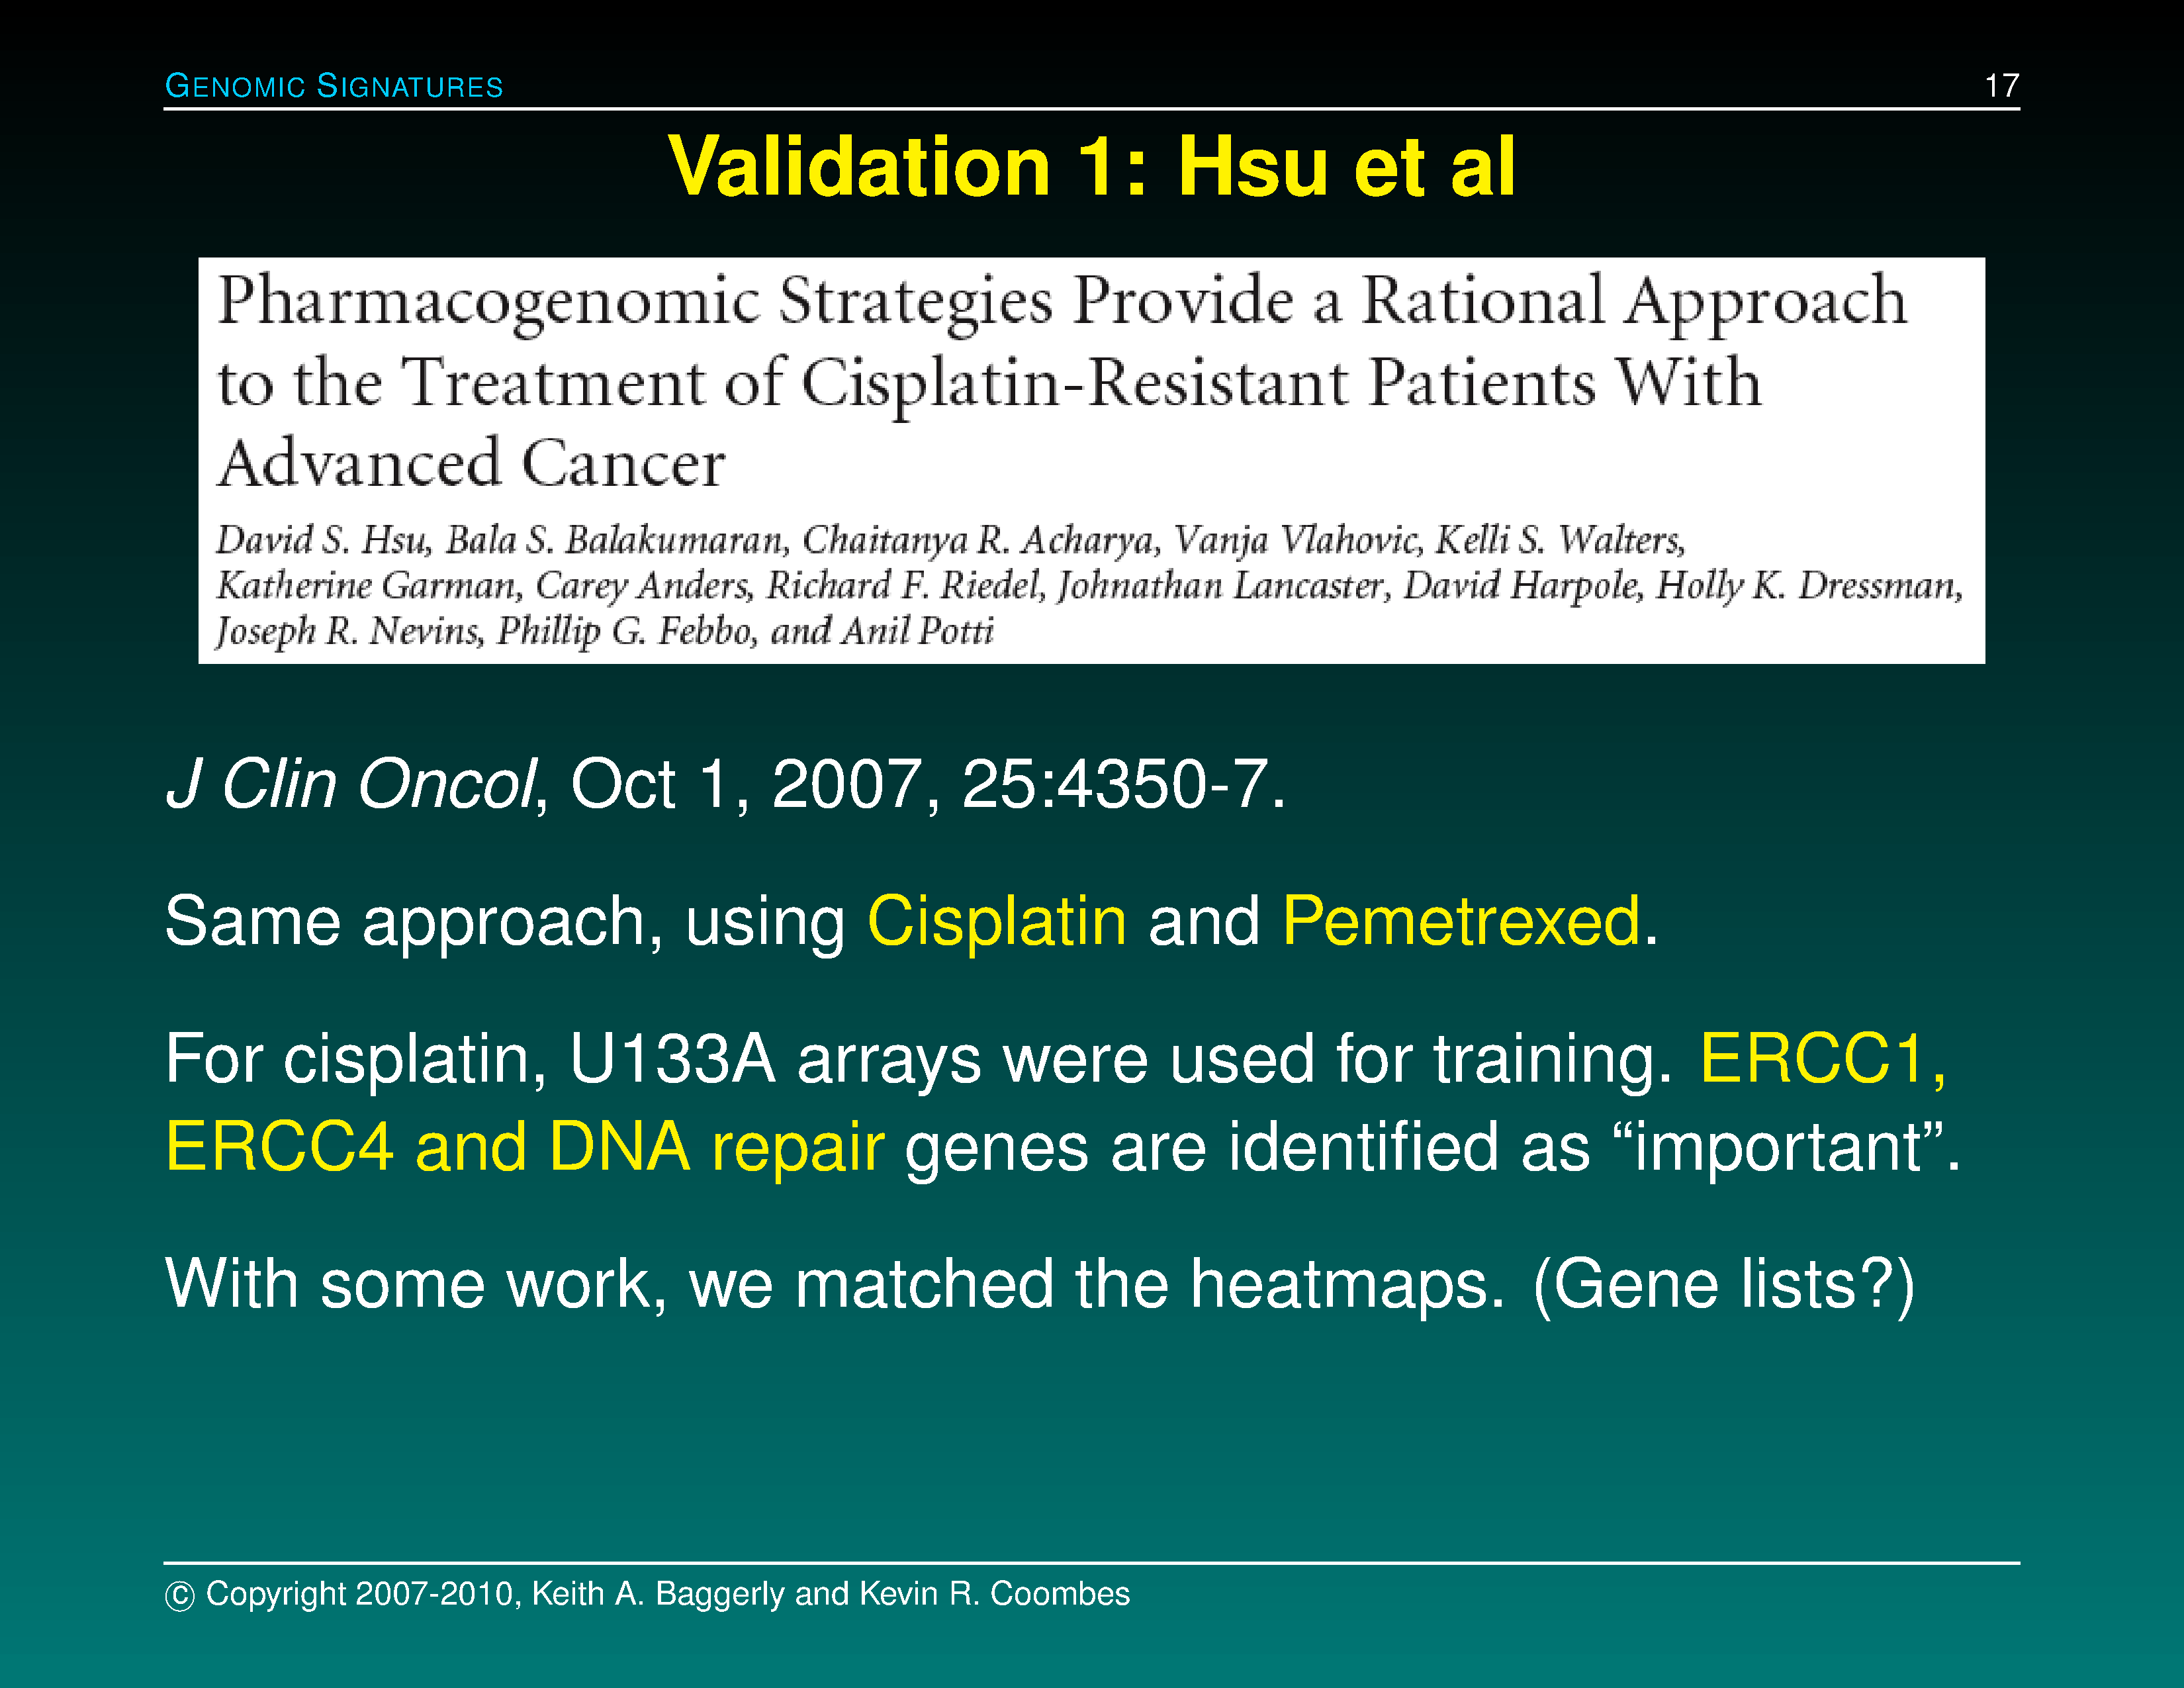 GENOMIC SIGNATURES 17
Validation 1: Hsu et al
Pharmacogenomic Strategies Provide a Rational Approach
to the Treatment of Cisplatin-Resistant Patients With
Advanced Cancer
David S. Hsu, Bala S. Balakumaran, Chaitanya R. Acharya, Vanja Vlahovic, Kelli S. Walters,
Katherine Garman, Carey Anders, Richard F. Riedel, Johnathan Lancaster, David Harpole, Holly K. Dressman,
Joseph R. Nevins, Phillip G. Febbo, and Anil Potti
J Clin Oncol, Oct 1, 2007, 25:4350-7.
Same approach, using Cisplatin and Pemetrexed.
For cisplatin, U133A arrays were used for training. ERCC1,
ERCC4 and DNA repair genes are identified as “important”.
With some work, we matched the heatmaps. (Gene lists?)
© Copyright 2007-2010, Keith A. Baggerly and Kevin R. Coombes